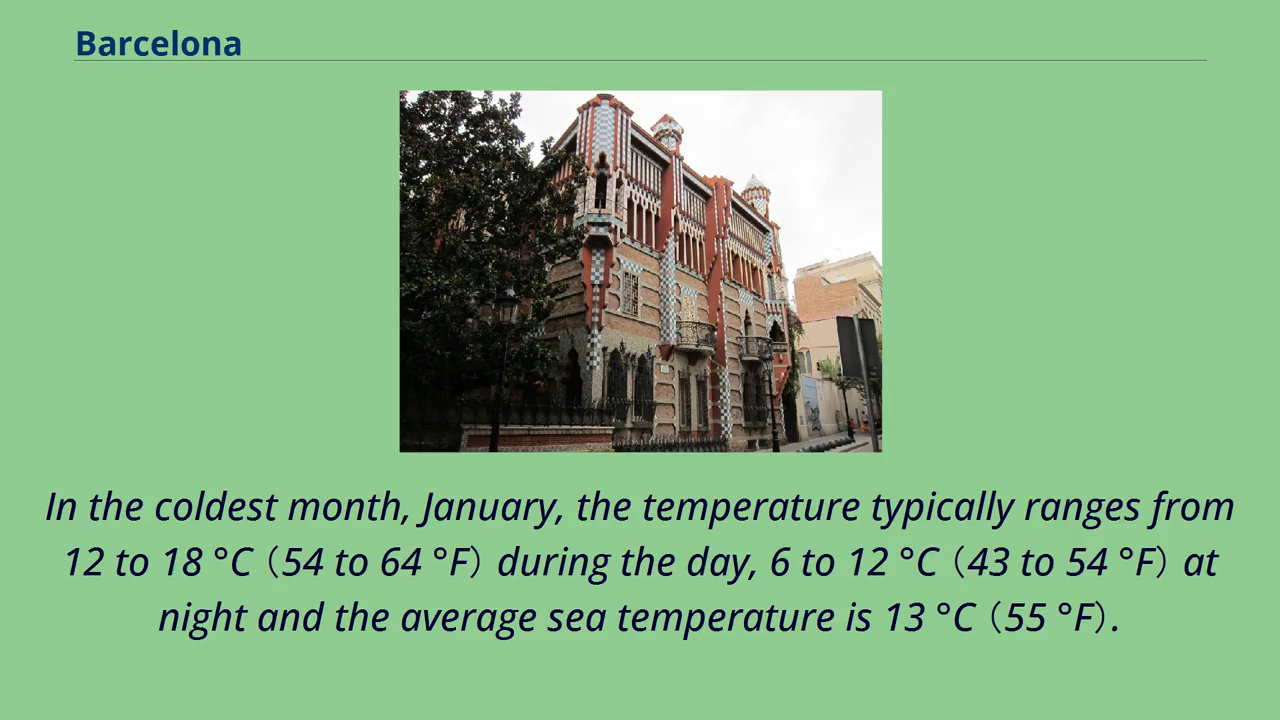 Barcelona
In the coldest month, January, the temperature typically ranges from
12 to 18 °C (54 to 64 °F) during the day, 6 to 12 °C (43 to 54 °F) at
night and the average sea temperature is 13 °C (55 °F).